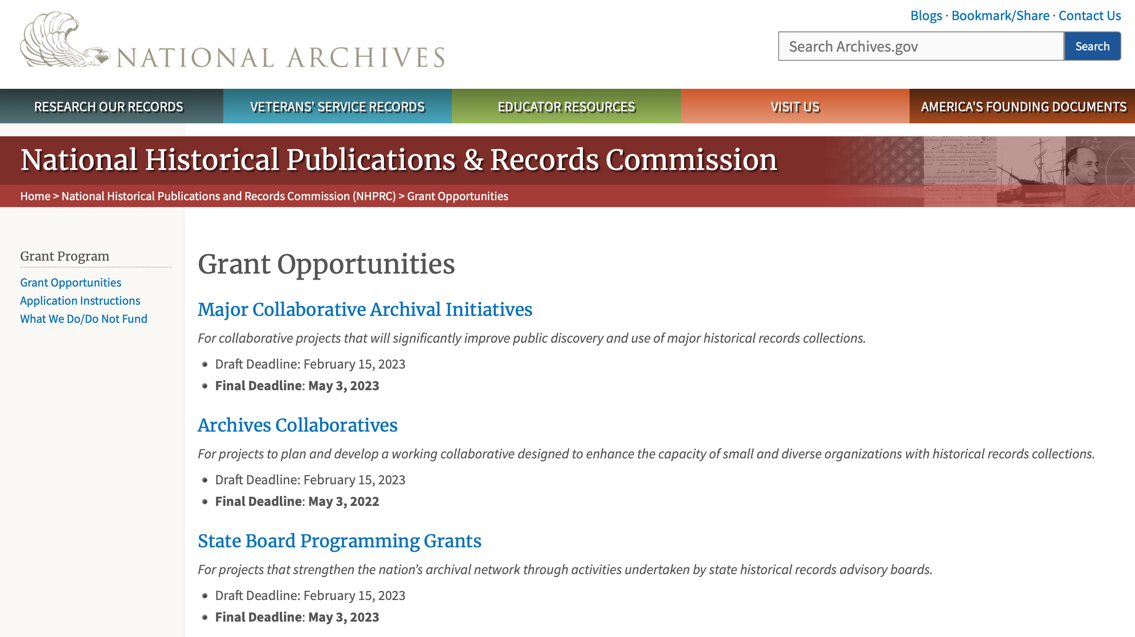 Blogs · Bookmark/Share · Contact Us
NATIONAL ARCHIVES
Search Archives.gov
Search
RESEARCH OUR RECORDS
VETERANS' SERVICE RECORDS
EDUCATOR RESOURCES
VISIT US
AMERICA'S FOUNDING DOCUMENTS
National Historical Publications & Records Commission
Home > National Historical Publications and Records Commission (NHPRC) > Grant Opportunities
Grant Program
Grant Opportunities
Application Instructions
What We Do/Do Not Fund
Grant Opportunities
Major Collaborative Archival Initiatives
For collaborative projects that will significantly improve public discovery and use of major historical records collections.
Draft Deadline: February 15, 2023
Final Deadline: May 3, 2023
Archives Collaboratives
For projects to plan and develop a working collaborative designed to enhance the capacity of small and diverse organizations with historical records collections.
Draft Deadline: February 15, 2023
Final Deadline: May 3, 2022
State Board Programming Grants
For projects that strengthen the nation's archival network through activities undertaken by state historical records advisory boards.
Draft Deadline: February 15, 2023
Final Deadline: May 3, 2023